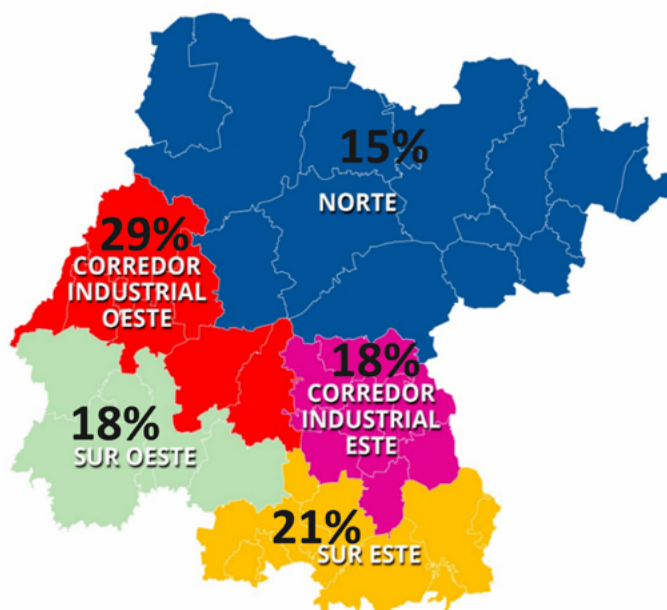 15%
NORTE
29%
CORREDOR
INDUSTRIAL
OESTE
18%
CORREDOR
INDUSTRIAL
ESTE
18%
SUR OESTE
21%
SUR ESTE